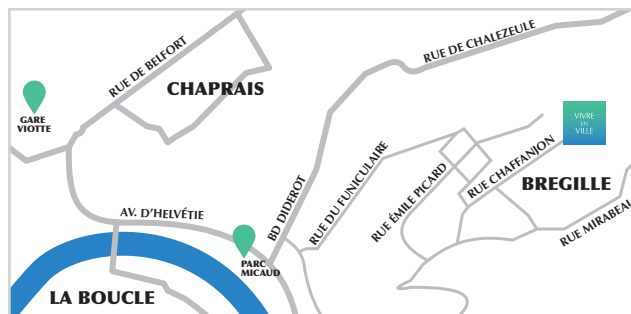 RUE DE BELFORT
RUE DE CHALEZEULE
CHAPRAIS
GARE
VIOTTE
VIVRE
EN
VILLE
RUE DU FUNICULAIRE
RUE CHAFFANJON
RUE ÉMILE PICARD
BREGILLE
BD DIDEROT
AV. D'HELVÉTIE
RUE MIRABEAU
PARC
MICAUD
LA BOUCLE